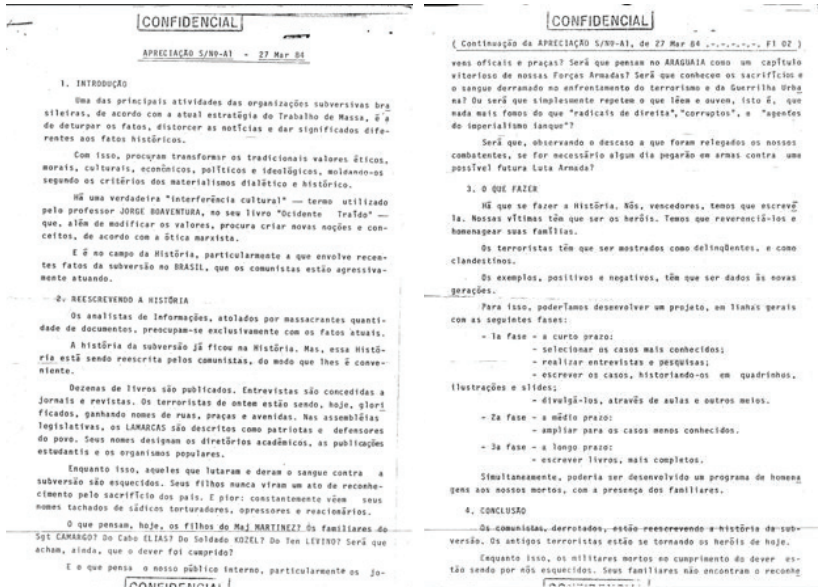 CONFIDENCIAL
APRECIAÇÃO S/Nº-A1 - 27 Mar 84
1. INTRODUÇÃO
Uma das principais atividades das organizações subversivas bra
sileiras, de acordo com a atual estratégia do Trabalho de Massa, é a
de deturpar os fatos, distorcer as notícias e dar significados dife-
rentes aos fatos históricos.
Com isso, procuram transformar os tradicionais valores éticos,
morais, culturais, econômicos, políticos e ideológicos, moldando-os
segundo os critérios dos materialismos dialético e histórico.
Há uma verdadeira "interferência cultural" — termo utilizado
pelo professor JORGE BOAVENTURA, no seu livro "Ocidente Traído" —
que, além de modificar os valores, procura criar novas noções e con-
ceitos, de acordo com a ótica marxista.
E é no campo da História, particularmente a que envolve recen-
tes fatos da subversão no BRASIL, que os comunistas estão agressiva-
mente atuando.
2. REESCREVENDO A HISTÓRIA
Os analistas de Informações, atolados por massacrantes quanti-
dade de documentos, preocupam-se exclusivamente com os fatos atuais.
A história da subversão já ficou na História. Mas, essa Histó-
ria está sendo reescrita pelos comunistas, do modo que lhes é conve-
niente.
Dezenas de livros são publicados. Entrevistas são concedidas a
jornais e revistas. Os terroristas de ontem estão sendo, hoje, glori
ficados, ganhando nomes de ruas, praças e avenidas. Nas assembléias
legislativas, os LAMARCAS são descritos como patriotas e defensores
do povo. Seus nomes designam os diretórios acadêmicos, as publicações
estudantis e os organismos populares.
Enquanto isso, aqueles que lutaram e deram o sangue contra a
subversão são esquecidos. Seus filhos nunca viram um ato de reconhe-
cimento pelo sacrifício dos pais. E pior: constantemente vêem seus
nomes tachados de sádicos torturadores, opressores e reacionários.
O que pensam, hoje, os filhos do Maj MARTINEZ? Os familiares do
Sgt CAMARGO? Do Cabo ELIAS? Do Soldado KOZEL? Do Ten LEVINO? Será que
acham, ainda, que o dever foi cumprido?
E o que pensa o nosso público interno, particularmente os jo-
CONFIDENCIAL
CONFIDENCIAL
( Continuação da APRECIAÇÃO S/Nº-A1, de 27 Mar 84 .-.-.-.-.-. Fl 02 )
vens oficais e praças? Será que pensam no ARAGUAIA como um capítulo
vitorioso de nossas Forças Armadas? Será que conhecem os sacrifícios e
o sangue derramado no enfrentamento do terrorismo e da Guerrilha Urba
na? Ou será que simplesmente repetem o que lêem e ouvem, isto é, que
nada mais fomos do que "radicais de direita", "corruptos", e "agentes
do imperialismo ianque"?
Será que, observando o descaso a que foram relegados os nossos
combatentes, se for necessário algum dia pegarão em armas contra uma
possível futura Luta Armada?
3. O QUE FAZER
Há que se fazer a História. Nós, vencedores, temos que escrevê
la. Nossas vítimas têm que ser os heróis. Temos que reverenciá-los e
homenagear suas famílias.
Os terroristas têm que ser mostrados como delinqüentes, e como
clandestinos.
Os exemplos, positivos e negativos, têm que ser dados às novas
gerações.
Para isso, poderíamos desenvolver um projeto, em linhas gerais
com as seguintes fases:
- 1a fase - a curto prazo:
- selecionar os casos mais conhecidos;
- realizar entrevistas e pesquisas;
- escrever os casos, historiando-os em quadrinhos,
ilustrações e slides;
- divulgá-los, através de aulas e outros meios.
- 2a fase - a médio prazo:
- ampliar para os casos menos conhecidos.
- 3a fase - a longo prazo:
- escrever livros, mais completos.
Simultaneamente, poderia ser desenvolvido um programa de homena
gens aos nossos mortos, com a presença dos familiares.
4. CONCLUSÃO
Os comunistas, derrotados, estão reescrevendo a história da sub-
versão. Os antigos terroristas estão se tornando os heróis de hoje.
Enquanto isso, os militares mortos no cumprimento do dever es-
tão sendo por nós esquecidos. Seus familiares não encontram o reconhe
CONFIDENCIAL